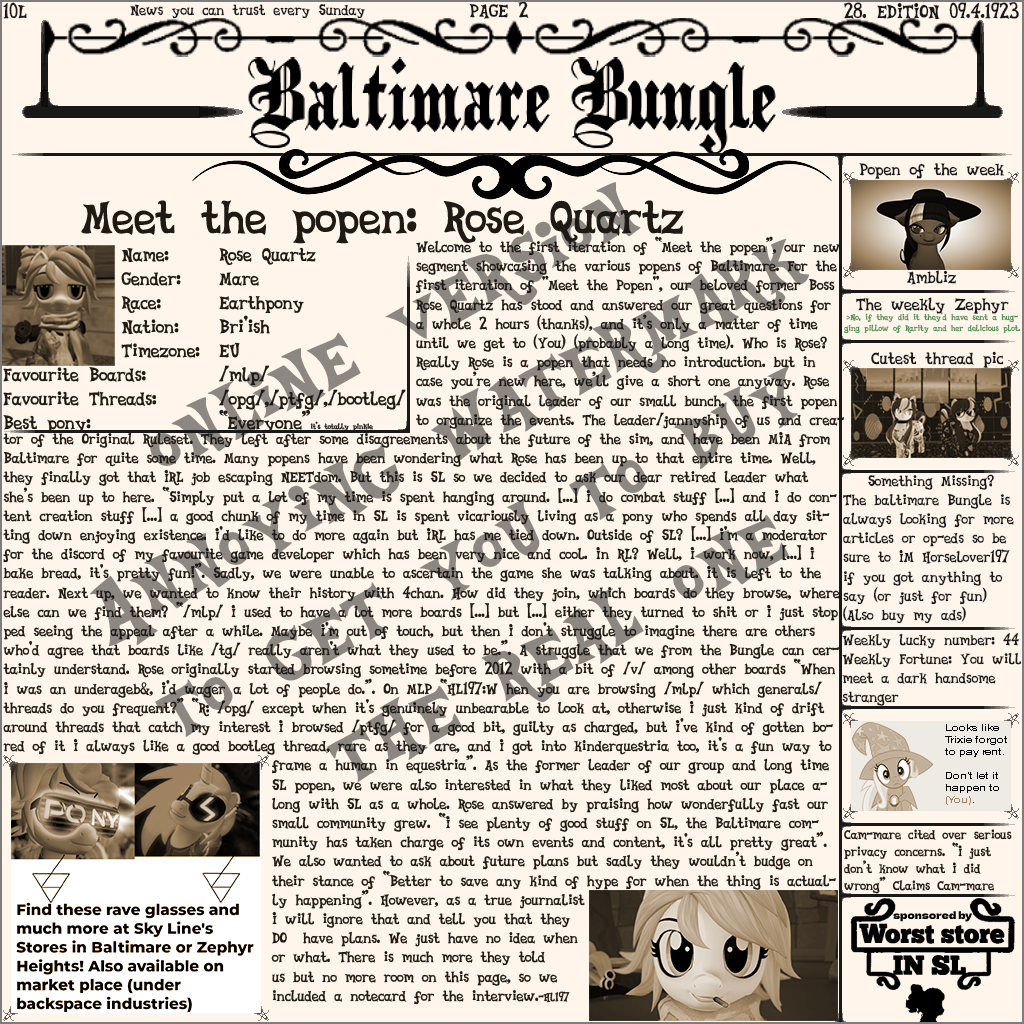 10L News you can trust every Sunday PAGE 2 28. EDITION 09.4.1923
Baltimare Bungle
Meet the popen: Rose Quartz
Name: Rose Quartz
Gender: Mare
Race: Earthpony
Nation: Bri'ish
Timezone: EU
Favourite Boards: /mlp/
Favourite Threads: /opg/,/ptfg/,/bootleg/
Best pony: "Everyone" it's totally pinkie
Welcome to the first iteration of "Meet the popen", our new
segment showcasing the various popens of Baltimare. For the
first iteration of "Meet the Popen", our beloved former Boss
Rose Quartz has stood and answered our great questions for
a whole 2 hours (thanks), and it's only a matter of time
until we get to (You) (probably a long time). Who is Rose?
Really Rose is a popen that needs no introduction. but in
case you're new here, we'll give a short one anyway. Rose
was the original leader of our small bunch, the first popen
to organize the events. The Leader/jannyship of us and crea-
tor of the Original Ruleset. They left after some disagreements about the future of the sim, and have been MiA from
Baltimare for quite some time. Many popens have been wondering what Rose has been up to that entire time. Well,
they finally got that iRL job escaping NEETdom. But this is SL so we decided to ask our dear retired Leader what
she's been up to here. "Simply put a lot of my time is spent hanging around. [...] i do combat stuff [...] and i do con-
tent creation stuff [...] a good chunk of my time in SL is spent vicariously living as a pony who spends all day sit-
ting down enjoying existence i'd like to do more again but iRL has me tied down. Outside of SL? [...] i'm a moderator
for the discord of my favourite game developer which has been very nice and cool. in RL? Well, i work now, [...] i
bake bread, it's pretty fun!" Sadly, we were unable to ascertain the game she was talking about. it is left to the
reader. Next up, we wanted to know their history with 4chan. How did they join, which boards do they browse, where
else can we find them? "/mlp/ i used to have a lot more boards [...] but [...] either they turned to shit or i just stop
ped seeing the appeal after a while. Maybe i'm out of touch, but then i don't struggle to imagine there are others
who'd agree that boards like /tg/ really aren't what they used to be.". A struggle that we from the Bungle can cer-
tainly understand. Rose originally started browsing sometime before 2012 with a bit of /v/ among other boards "When
i was an underageb&, i'd wager a lot of people do.". On MLP "HL197:W hen you are browsing /mlp/ which generals/
threads do you frequent?" "R: /opg/ except when it's genuinely unbearable to look at, otherwise i just kind of drift
around threads that catch my interest i browsed /ptfg/ for a good bit, guilty as charged, but i've kind of gotten bo-
red of it i always like a good bootleg thread, rare as they are, and i got into kinderquestria too, it's a fun way to
frame a human in equestria". As the former Leader of our group and long time
SL popen, we were also interested in what they liked most about our place a-
long with SL as a whole. Rose answered by praising how wonderfully fast our
small community grew. "i see plenty of good stuff on SL, the Baltimare com-
munity has taken charge of its own events and content, it's all pretty great".
We also wanted to ask about future plans but sadly they wouldn't budge on
their stance of "Better to save any kind of hype for when the thing is actual-
ly happening". However, as a true journalist
i will ignore that and tell you that they
DO have plans. We just have no idea when
or what. There is much more they told
us but no more room on this page, so we
included a notecard for the interview.-HL197
PONY
Find these rave glasses and
much more at Sky Line's
Stores in Baltimare or Zephyr
Heights! Also available on
market place (under
backspace industries)
Popen of the week
Ambliz
The weekly Zephyr
>No, if they did it they'd have sent a hug-
ging pillow of Rarity and her delicious plot.
Cutest thread pic
Something Missing?
The baltimare Bungle is
always looking for more
articles or op-eds so be
sure to iM Horselover197
if you got anything to
say (or just for fun)
(Also buy my ads)
Weekly Lucky number: 44
Weekly Fortune: You will
meet a dark handsome
stranger
Looks like
Trixie forgot
to pay rent.
Don't let it
happen to
(You).
Cam-mare cited over serious
privacy concerns. "i just
don't know what i did
wrong" Claims Cam-mare
sponsored by
Worst store
IN SL
ONLINE VERSION
ANNOYING WATERMARK
TO GET YOU TO BUY
THE REAL ONE